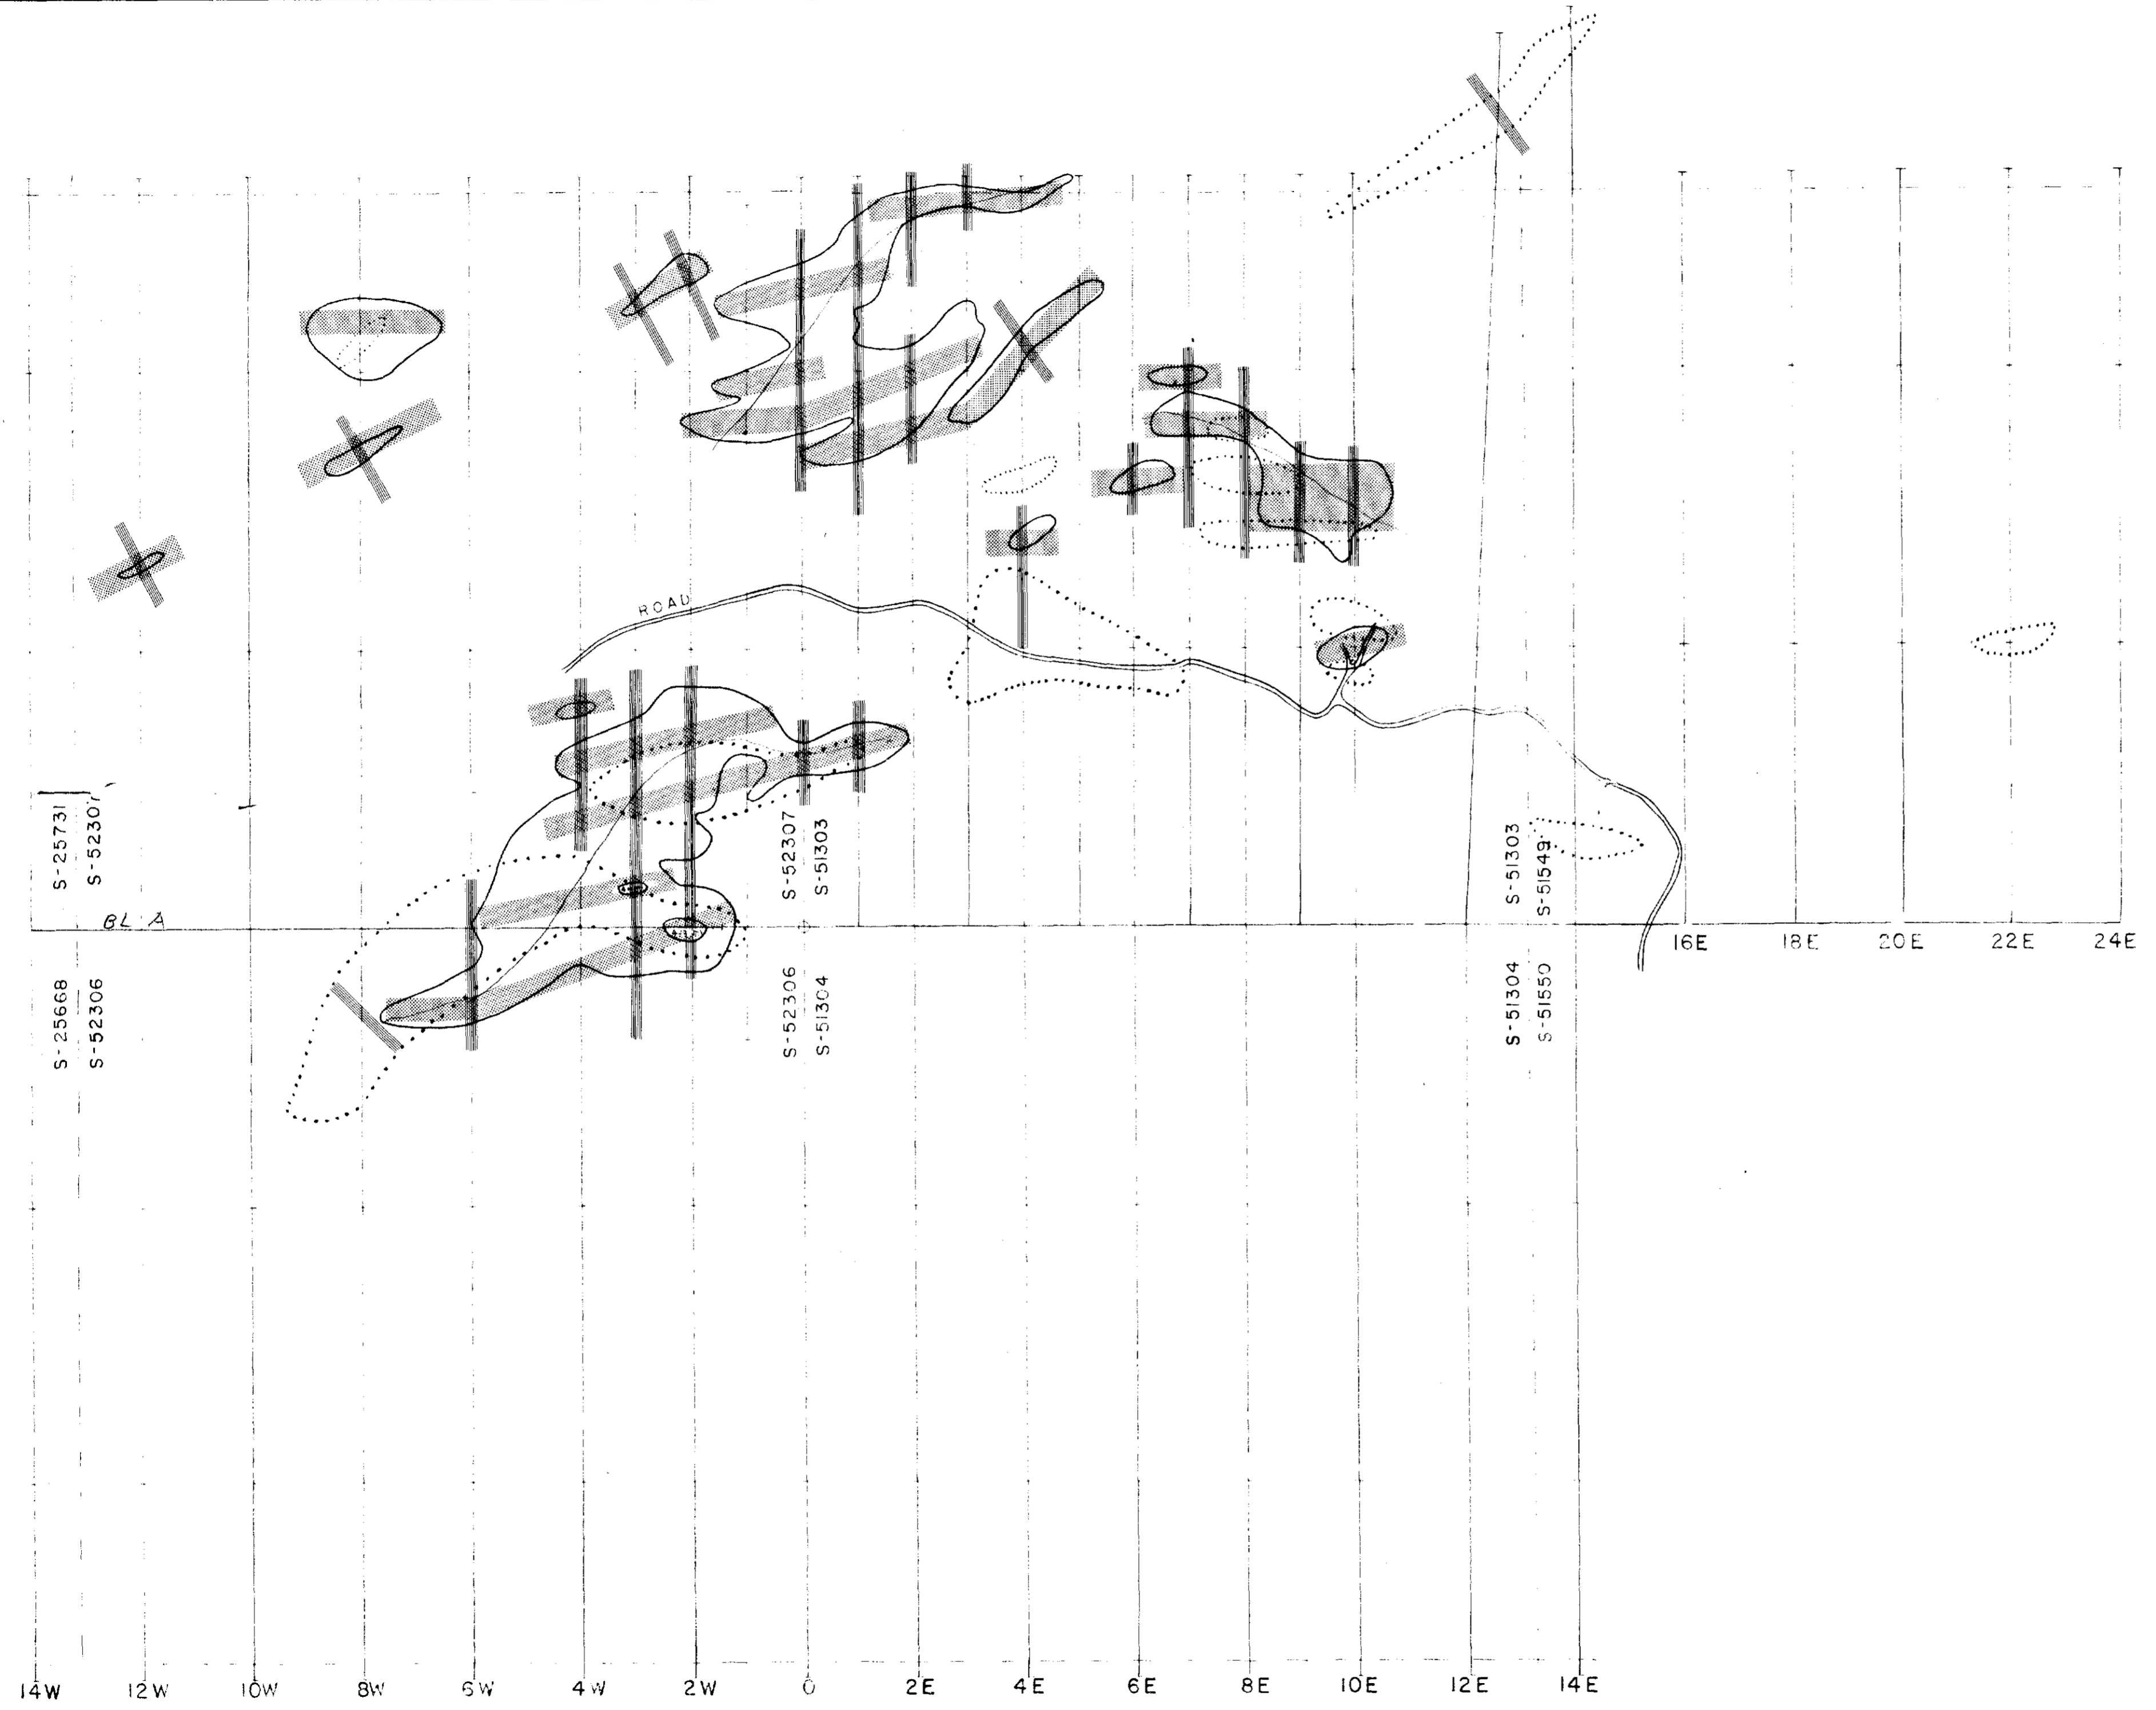 ROAD
S-25731
S-52307
S-52307
S-51303
S-51303
S-51549
BL A
16E 18E 20E 22E 24E
S-25668
S-52306
S-52306
S-51304
S-51304
S-51550
14W 12W 10W 8W 6W 4W 2W 0 2E 4E 6E 8E 10E 12E 14E